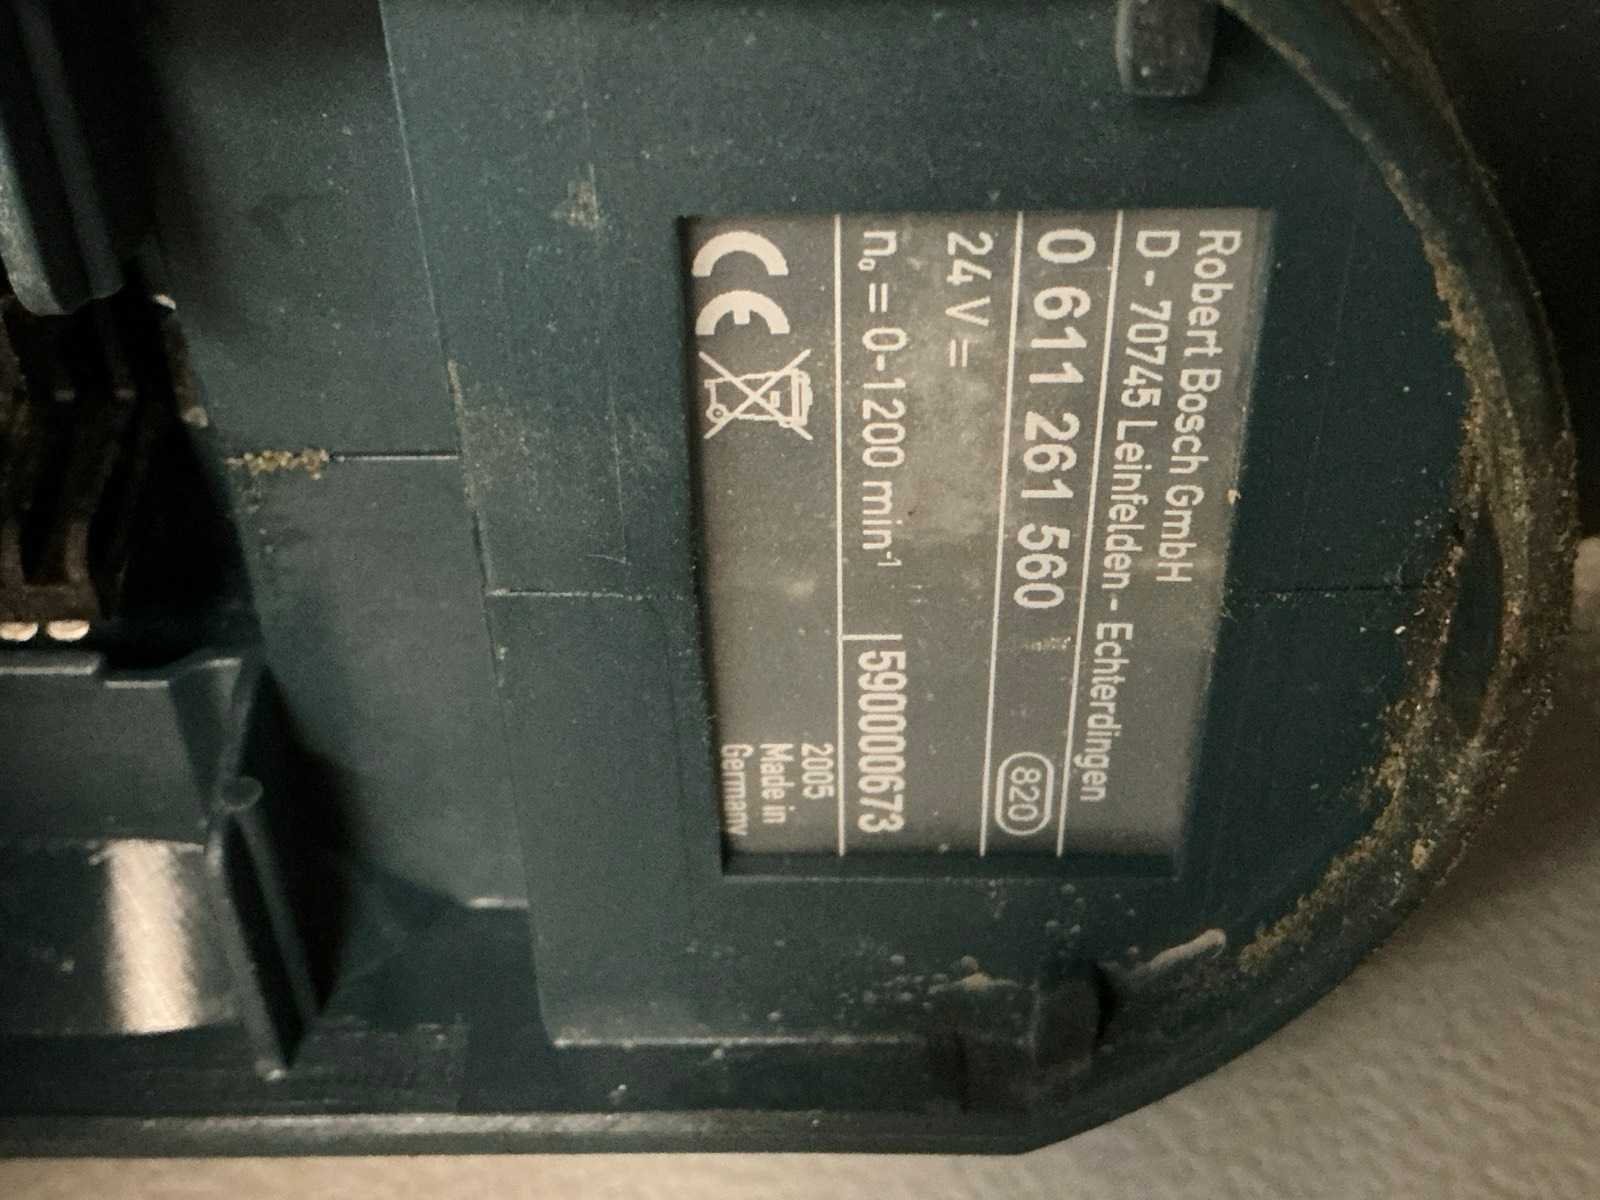 Robert Bosch GmbH
D - 70745 Leinfelden - Echterdingen
0 611 261 560 820
24 V =
n₀ = 0-1200 min⁻¹ 590000673
CE 2005
Made in
Germany